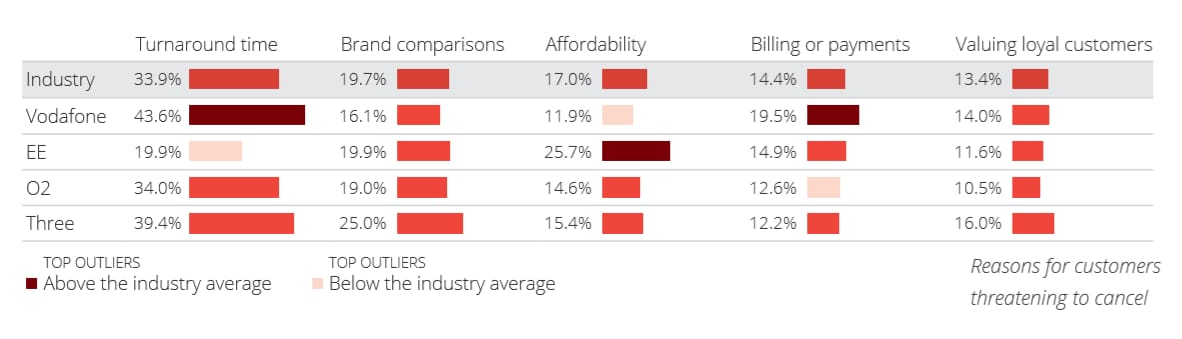 Turnaround time Brand comparisons Affordability Billing or payments Valuing loyal customers
Industry 33.9% 19.7% 17.0% 14.4% 13.4%
Vodafone 43.6% 16.1% 11.9% 19.5% 14.0%
EE 19.9% 19.9% 25.7% 14.9% 11.6%
O2 34.0% 19.0% 14.6% 12.6% 10.5%
Three 39.4% 25.0% 15.4% 12.2% 16.0%
TOP OUTLIERS TOP OUTLIERS
Above the industry average Below the industry average
Reasons for customers
threatening to cancel